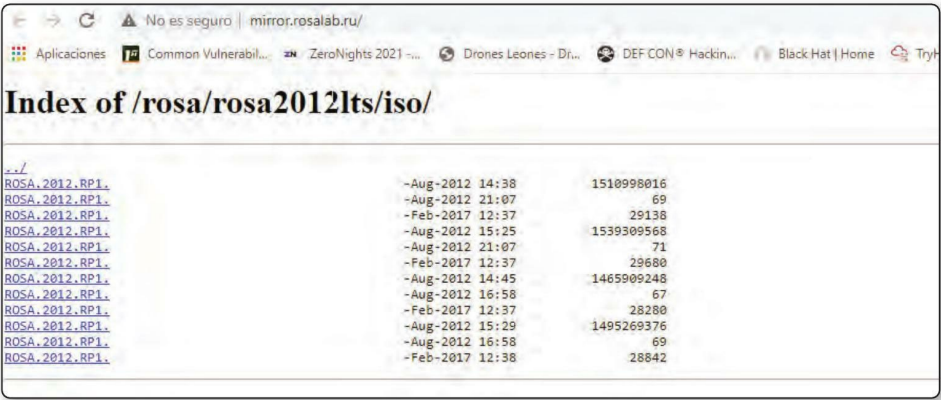 No es seguro | mirror.rosalab.ru/
Aplicaciones Common Vulnerabil... ZN ZeroNights 2021 -... Drones Leones - Dr... DEF CON® Hackin... Black Hat | Home TryH
Index of /rosa/rosa2012lts/iso/
../
ROSA.2012.RP1. -Aug-2012 14:38 1510998016
ROSA.2012.RP1. -Aug-2012 21:07 69
ROSA.2012.RP1. -Feb-2017 12:37 29138
ROSA.2012.RP1. -Aug-2012 15:25 1539309568
ROSA.2012.RP1. -Aug-2012 21:07 71
ROSA.2012.RP1. -Feb-2017 12:37 29680
ROSA.2012.RP1. -Aug-2012 14:45 1465909248
ROSA.2012.RP1. -Aug-2012 16:58 67
ROSA.2012.RP1. -Feb-2017 12:37 28280
ROSA.2012.RP1. -Aug-2012 15:29 1495269376
ROSA.2012.RP1. -Aug-2012 16:58 69
ROSA.2012.RP1. -Feb-2017 12:38 28842